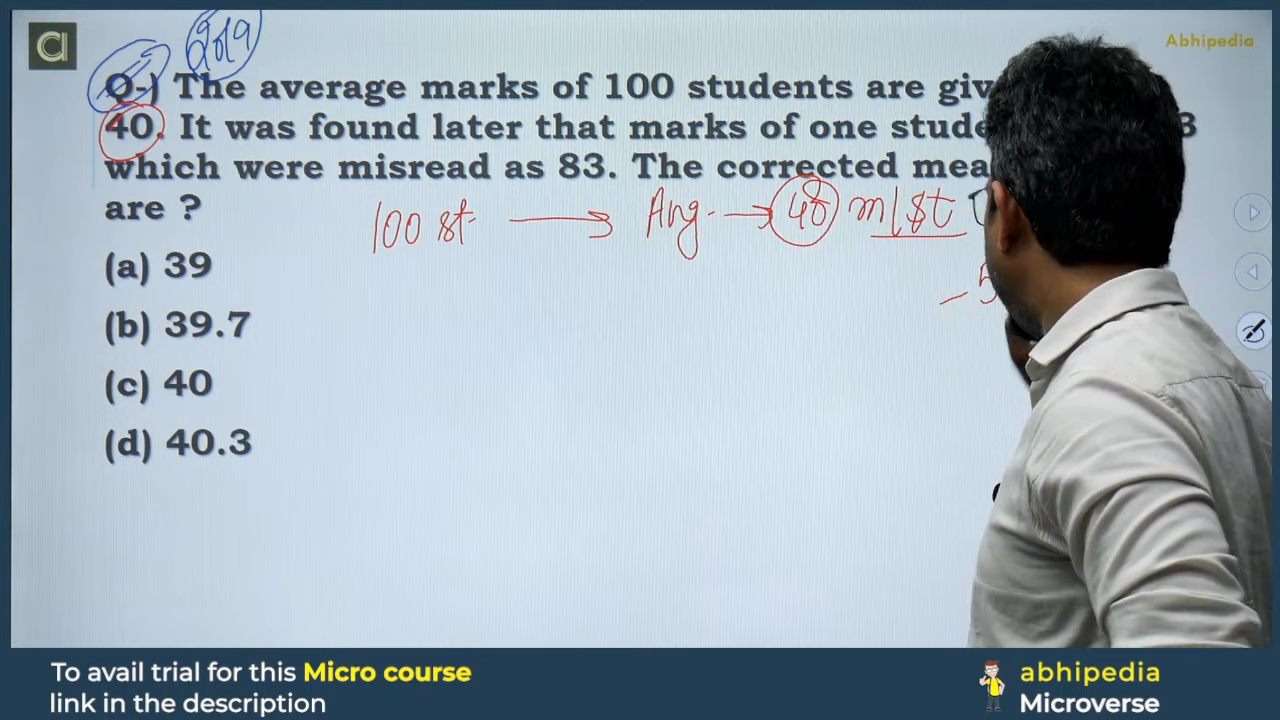 Abhipedia
Q-) The average marks of 100 students are giv
40. It was found later that marks of one stude 3
which were misread as 83. The corrected mea
are ?
100 st. → Avg. → 40 m/st
- 5
(a) 39
(b) 39.7
(c) 40
(d) 40.3
To avail trial for this Micro course
link in the description
abhipedia
Microverse